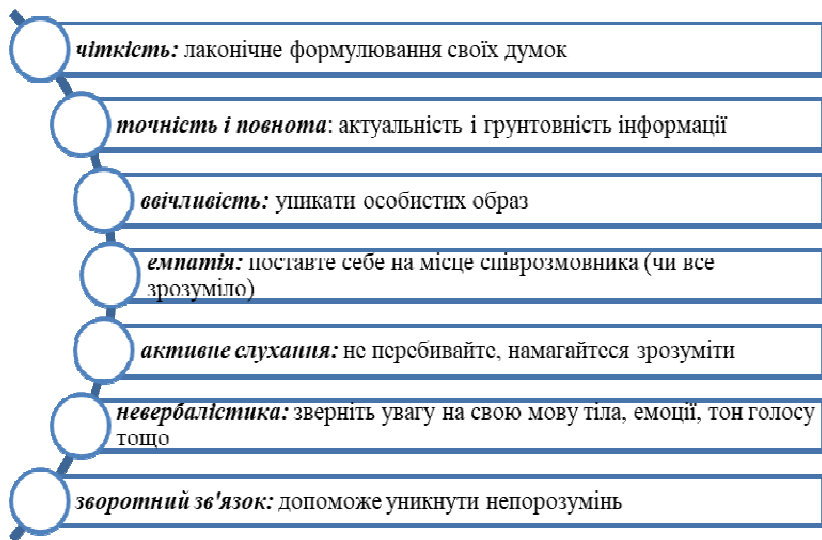 чіткість: лаконічне формулювання своїх думок
точність і повнота: актуальність і грунтовність інформації
ввічливість: уникати особистих образ
емпатія: поставте себе на місце співрозмовника (чи все
зрозуміло)
активне слухання: не перебивайте, намагайтеся зрозуміти
невербалістика: зверніть увагу на свою мову тіла, емоції, тон голосу
тощо
зворотний зв'язок: допоможе уникнути непорозумінь